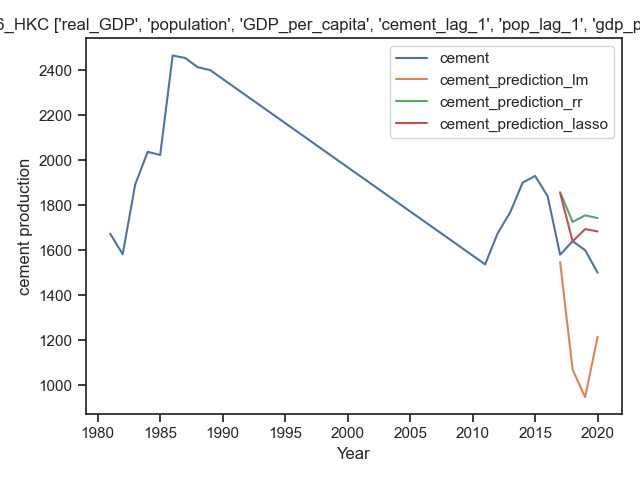 6_HKC ['real_GDP', 'population', 'GDP_per_capita', 'cement_lag_1', 'pop_lag_1', 'gdp_p
cement
cement_prediction_lm
cement_prediction_rr
cement_prediction_lasso
cement production
2400
2200
2000
1800
1600
1400
1200
1000
1980 1985 1990 1995 2000 2005 2010 2015 2020
Year